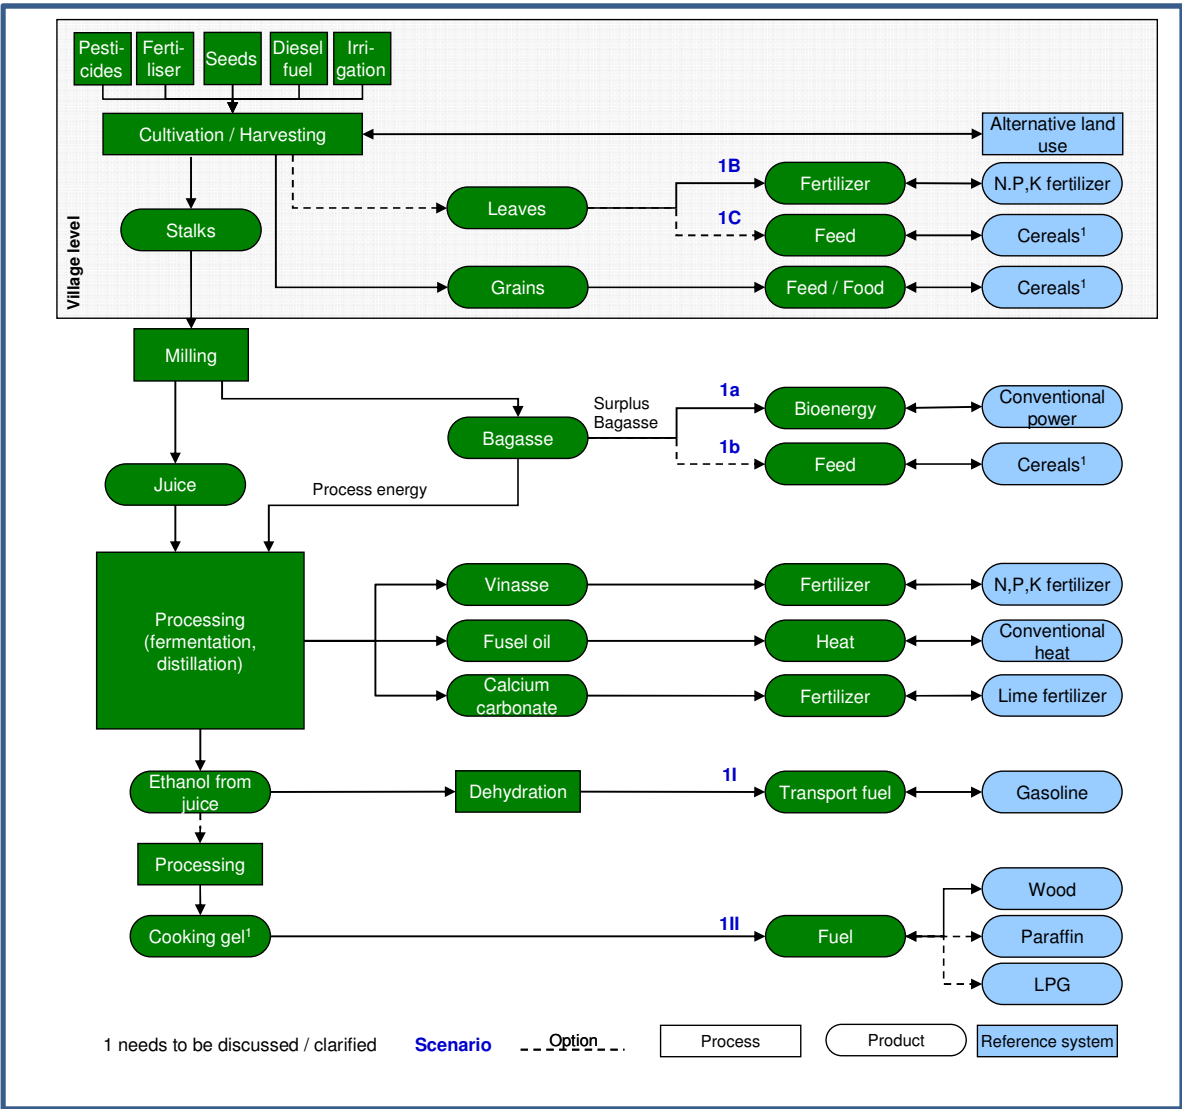 Pesti-
cides
Ferti-
liser
Seeds
Diesel
fuel
Irri-
gation
Cultivation / Harvesting
Alternative land
use
1B
Fertilizer
N.P,K fertilizer
Leaves
1C
Stalks
Feed
Cereals¹
Village level
Grains
Feed / Food
Cereals¹
Milling
1a
Surplus
Bagasse
Bioenergy
Conventional
power
Bagasse
1b
Feed
Cereals¹
Juice
Process energy
Vinasse
Fertilizer
N,P,K fertilizer
Processing
(fermentation,
distillation)
Fusel oil
Heat
Conventional
heat
Calcium
carbonate
Fertilizer
Lime fertilizer
Ethanol from
juice
Dehydration
1I
Transport fuel
Gasoline
Processing
Wood
Cooking gel¹
1II
Fuel
Paraffin
LPG
1 needs to be discussed / clarified
Scenario
Option
Process
Product
Reference system